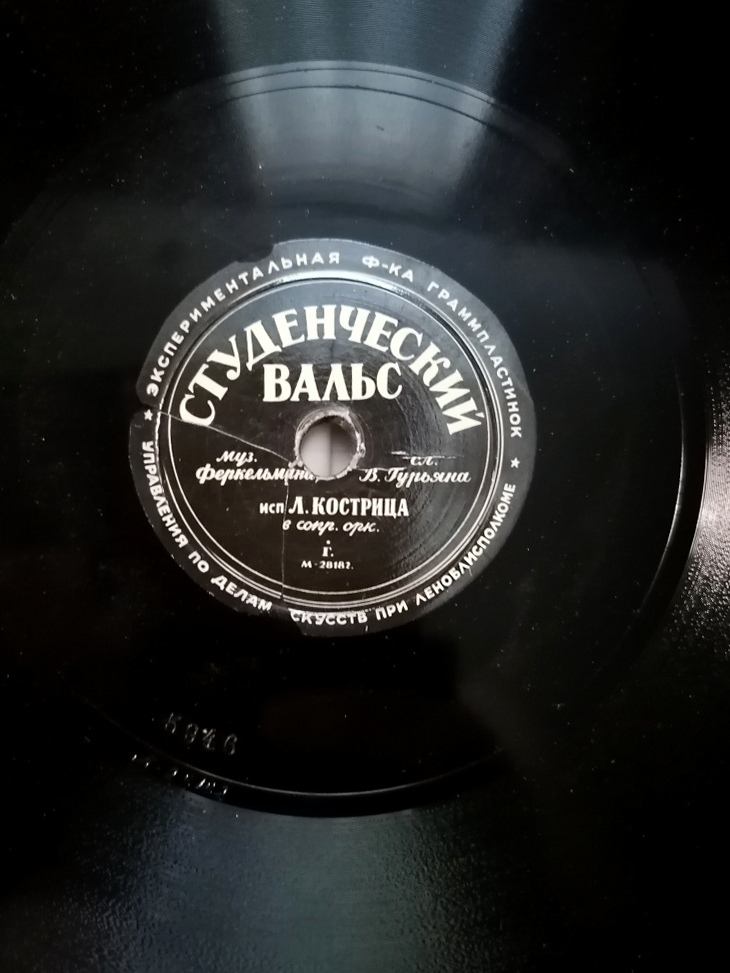 ЭКСПЕРИМЕНТАЛЬНАЯ Ф-КА ГРАММПЛАСТИНОК
★ УПРАВЛЕНИЯ ПО ДЕЛАМ СКУССТВ ПРИ ЛЕНОБЛИСПОЛКОМЕ ★
СТУДЕНЧЕСКИЙ
ВАЛЬС
муз. сл.
Феркельмана, В. Гурьяна
исп Л. КОСТРИЦА
в сопр. орк.
Г.
М-28182.